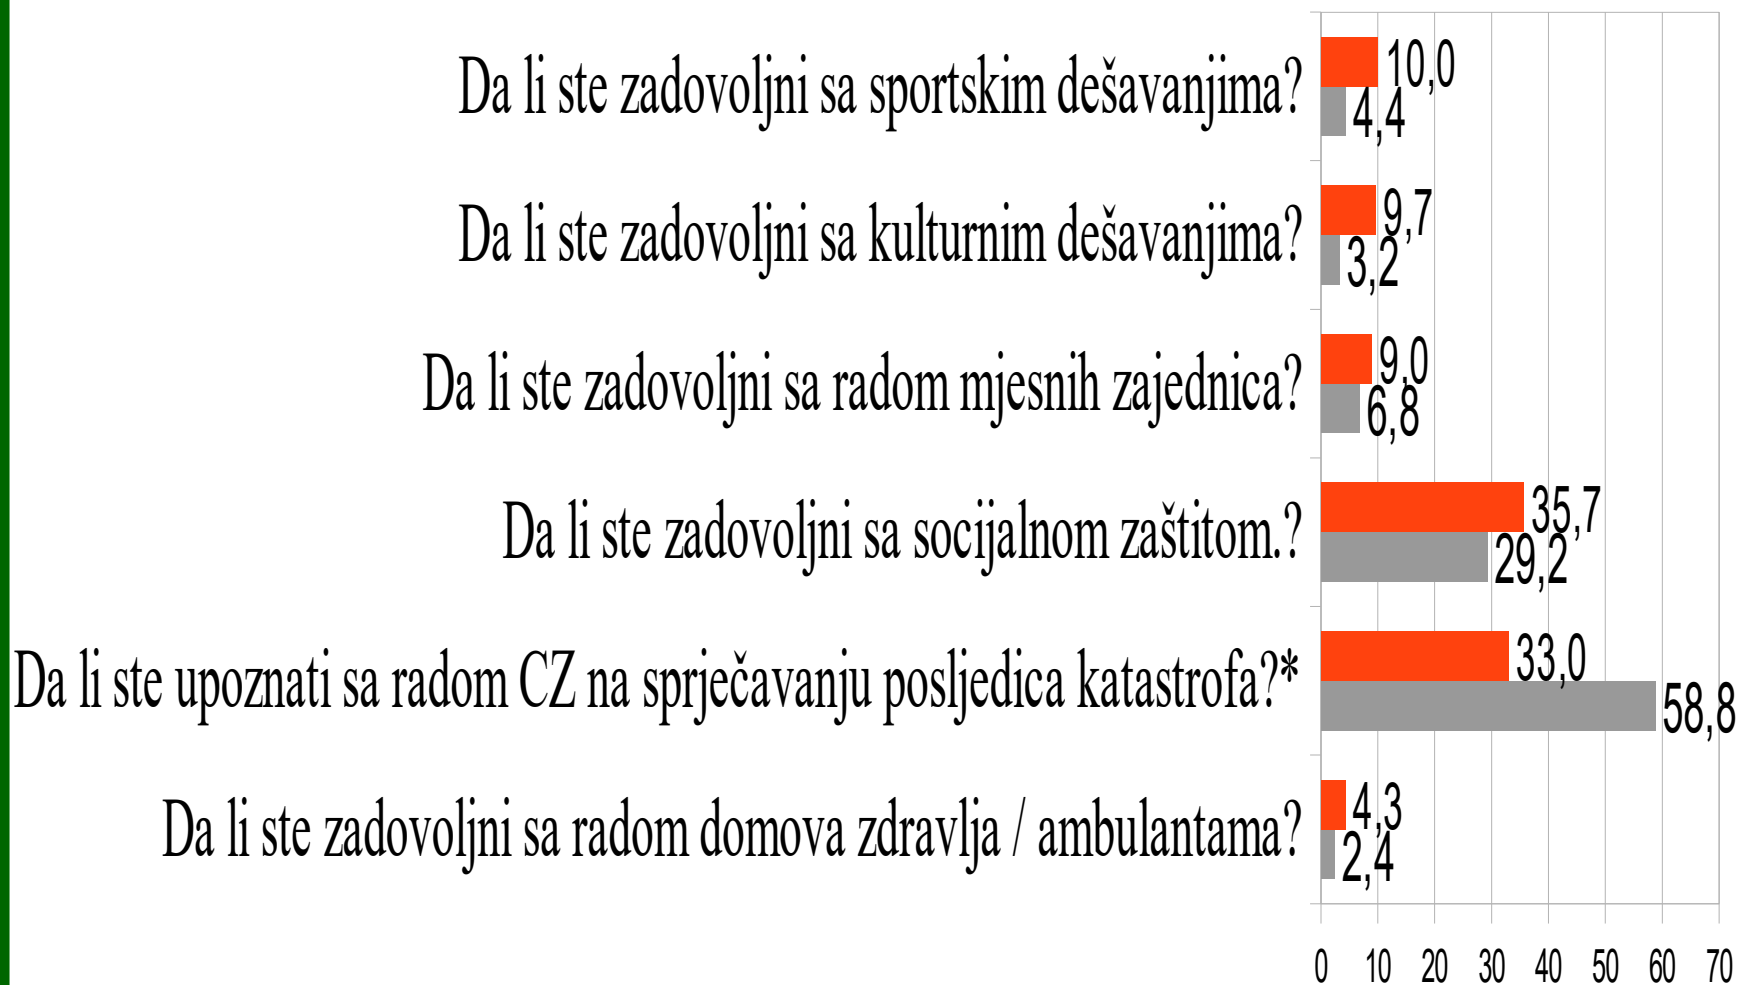 Da li ste zadovoljni sa sportskim dešavanjima?
10,0
4,4
Da li ste zadovoljni sa kulturnim dešavanjima?
9,7
3,2
Da li ste zadovoljni sa radom mjesnih zajednica?
9,0
6,8
Da li ste zadovoljni sa socijalnom zaštitom.?
35,7
29,2
Da li ste upoznati sa radom CZ na sprječavanju posljedica katastrofa?*
33,0
58,8
Da li ste zadovoljni sa radom domova zdravlja / ambulantama?
4,3
2,4
0 10 20 30 40 50 60 70